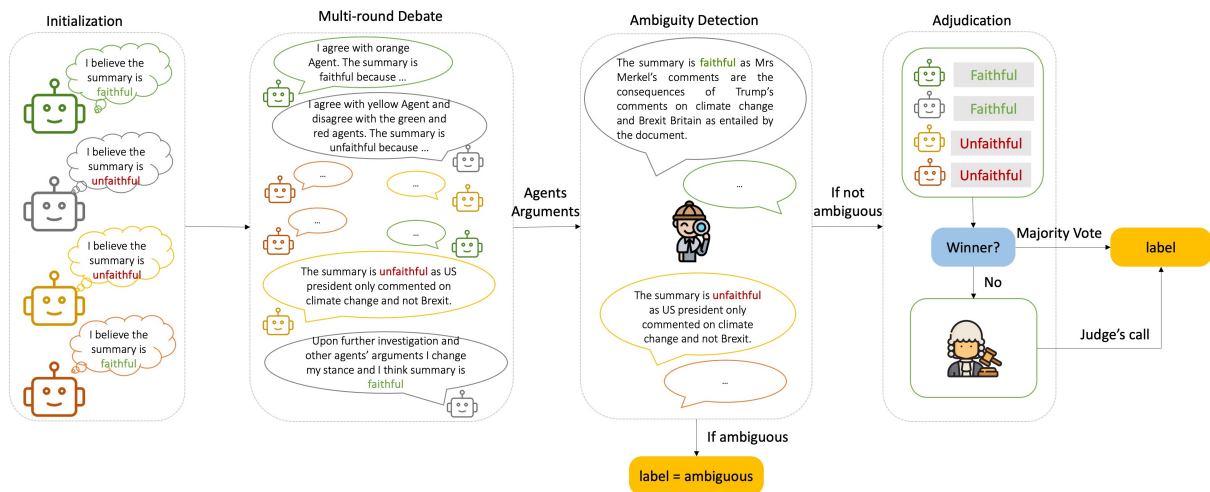 Initialization
I believe the
summary is
faithful
I believe the
summary is
unfaithful
I believe the
summary is
unfaithful
I believe the
summary is
faithful
Multi-round Debate
I agree with orange
Agent. The summary is
faithful because ...
I agree with yellow Agent and
disagree with the green and
red agents. The summary is
unfaithful because ...
...
...
...
...
The summary is unfaithful as US
president only commented on
climate change and not Brexit.
Upon further investigation and
other agents' arguments I change
my stance and I think summary is
faithful
Agents
Arguments
Ambiguity Detection
The summary is faithful as Mrs
Merkel's comments are the
consequences of Trump's
comments on climate change
and Brexit Britain as entailed by
the document.
...
The summary is unfaithful
as US president only
commented on climate
change and not Brexit.
...
If ambiguous
label = ambiguous
If not
ambiguous
Adjudication
Faithful
Faithful
Unfaithful
Unfaithful
Winner?
Majority Vote
label
No
Judge's call